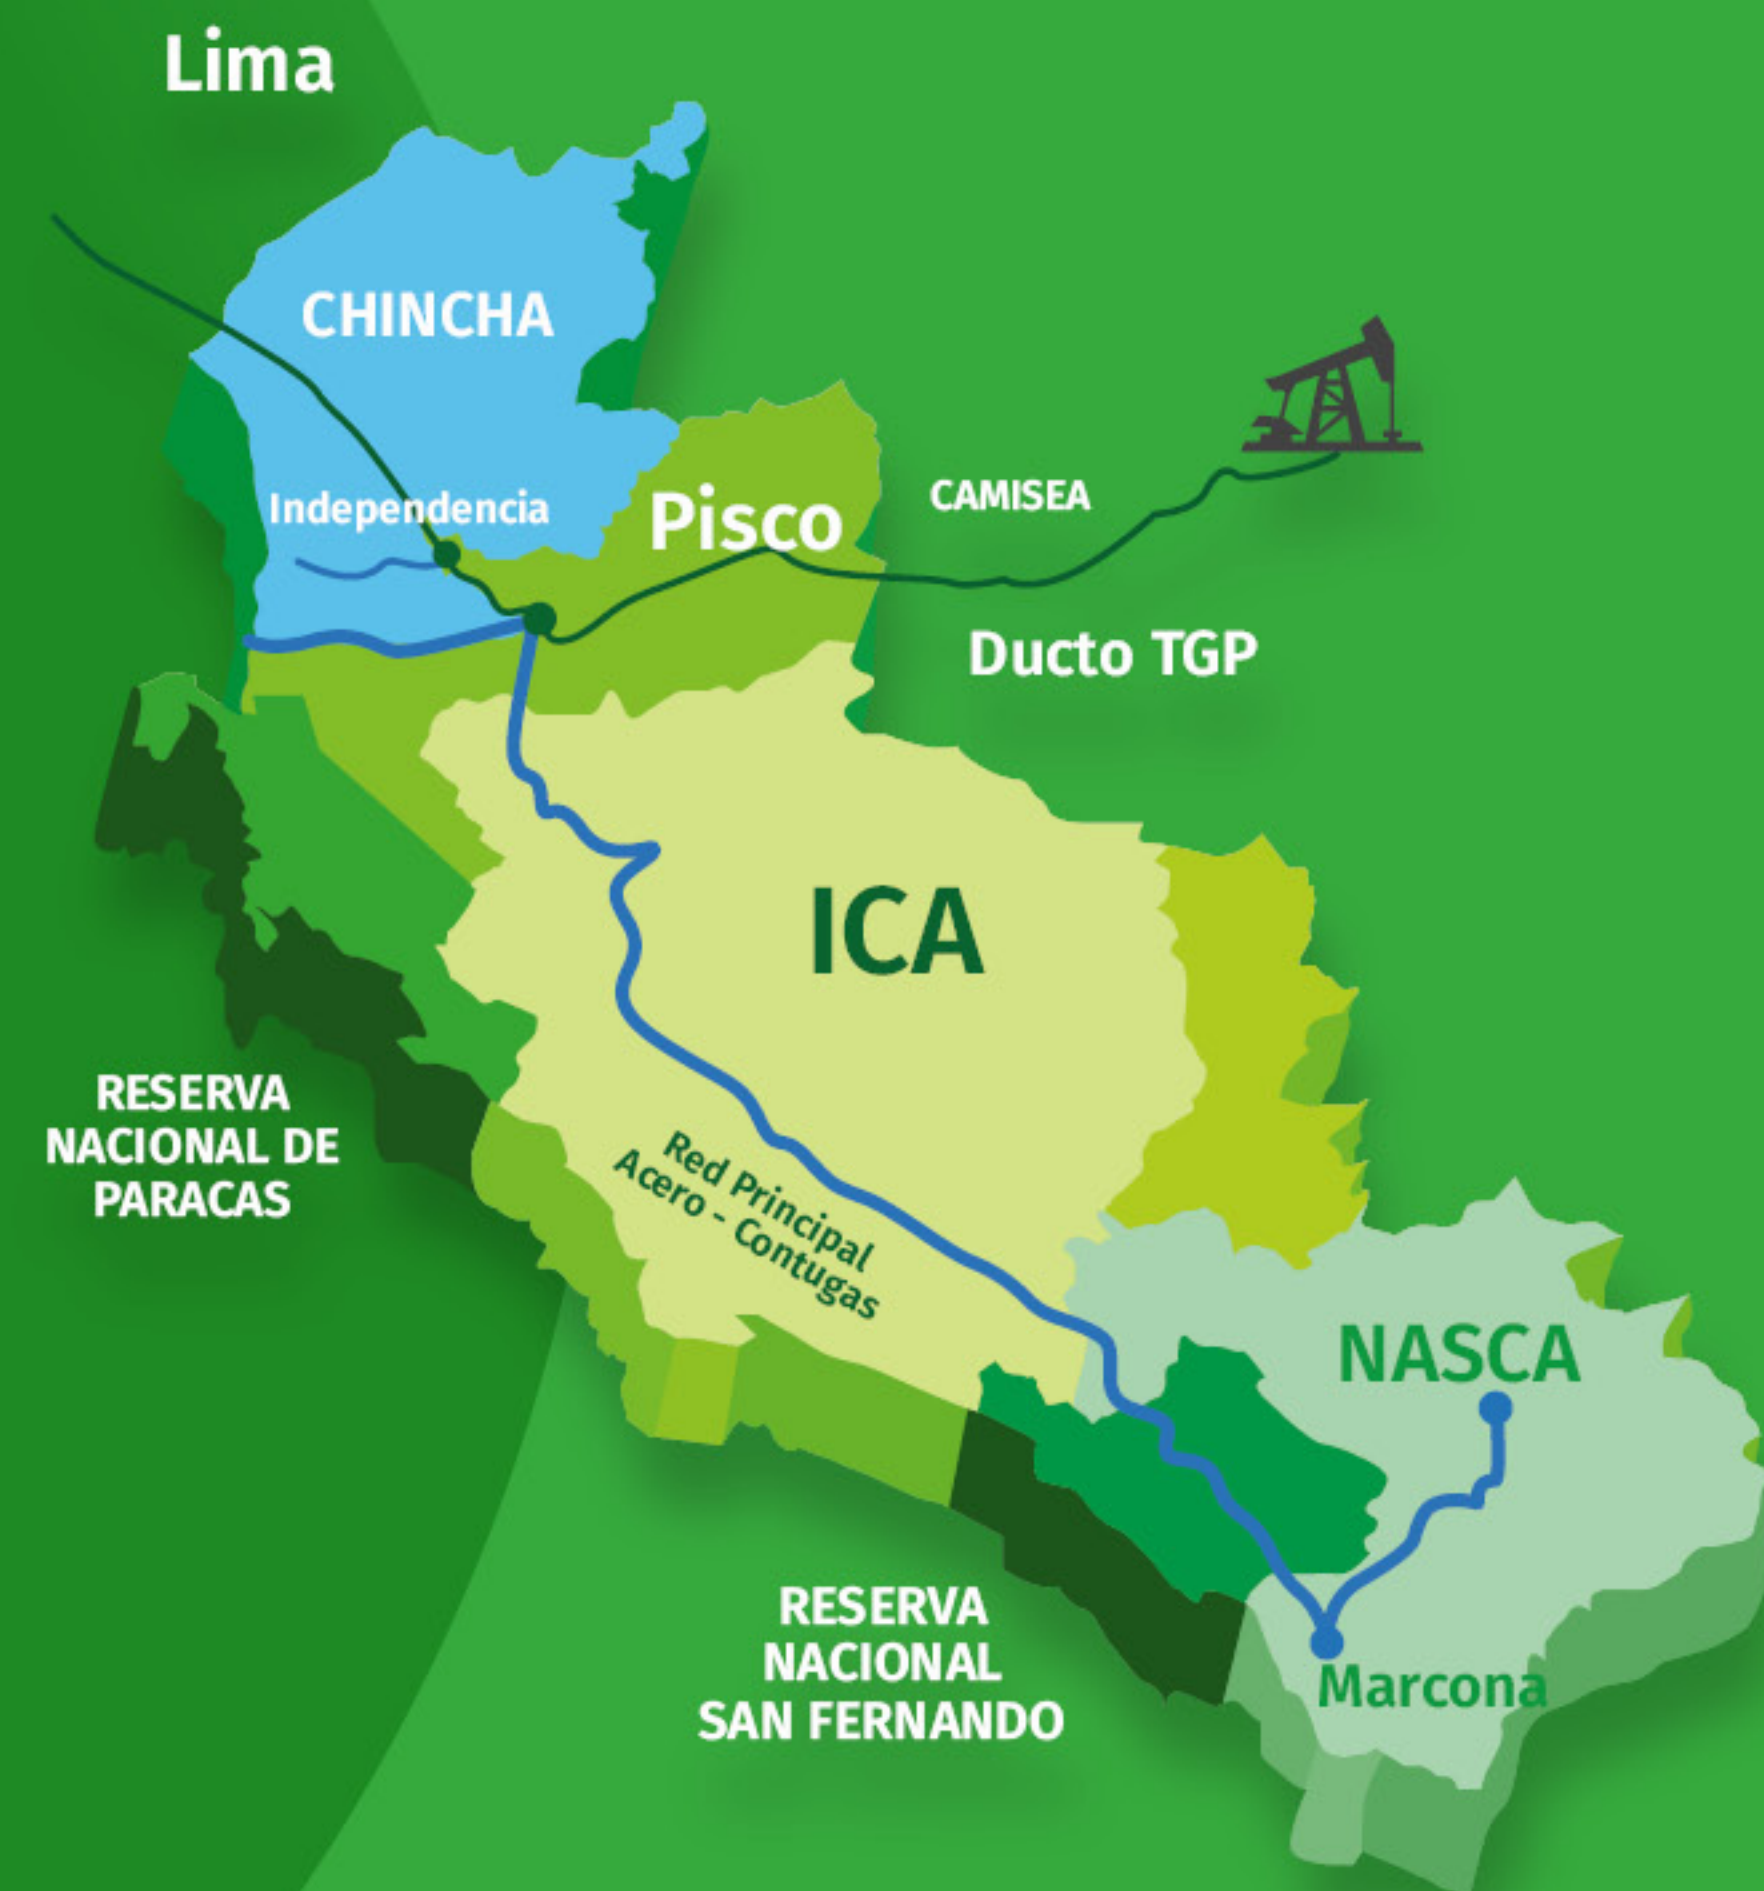 Lima
CHINCHA
Independencia
Pisco
CAMISEA
Ducto TGP
ICA
RESERVA
NACIONAL DE
PARACAS
Red Principal
Acero - Contugas
NASCA
RESERVA
NACIONAL
SAN FERNANDO
Marcona